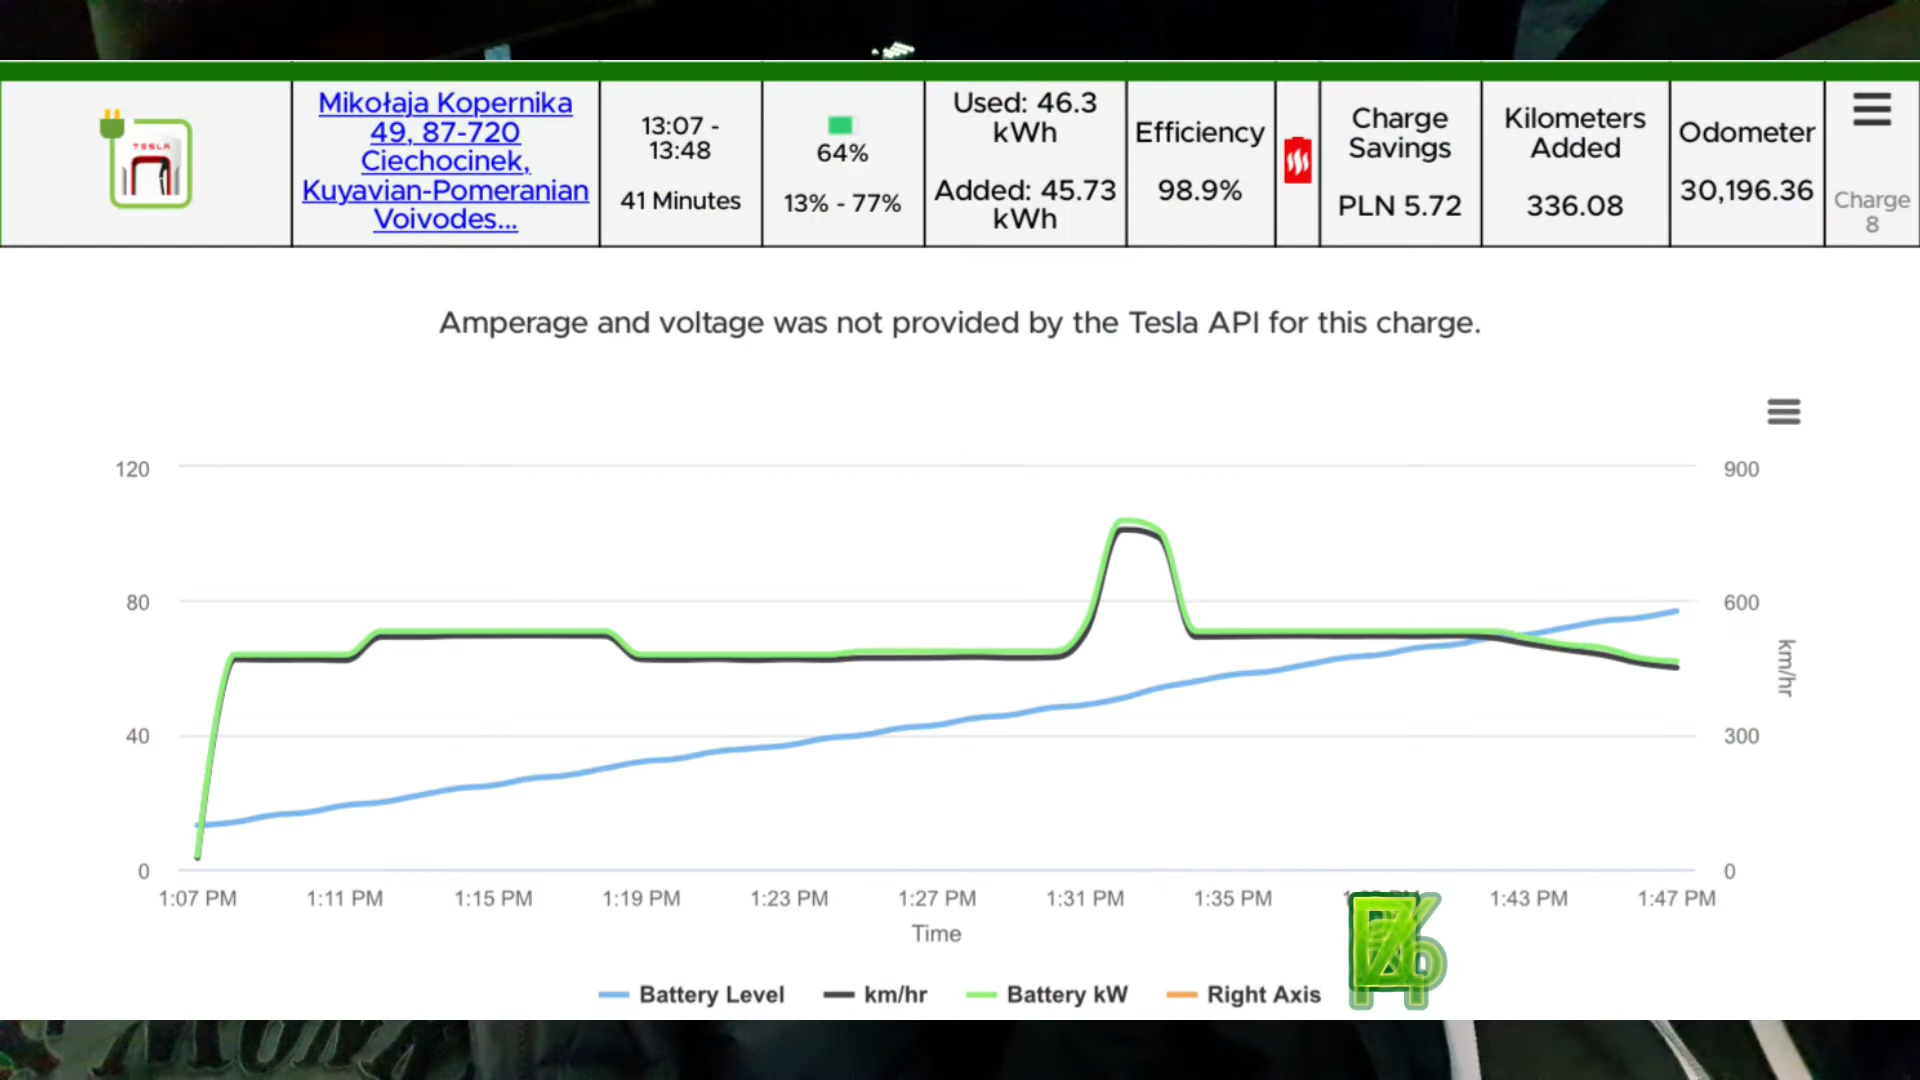 TESLA
Mikołaja Kopernika
49, 87-720
Ciechocinek,
Kuyavian-Pomeranian
Voivodes...
13:07 -
13:48
41 Minutes
64%
13% - 77%
Used: 46.3
kWh
Added: 45.73
kWh
Efficiency
98.9%
Charge
Savings
PLN 5.72
Kilometers
Added
336.08
Odometer
30,196.36
Charge
8
Amperage and voltage was not provided by the Tesla API for this charge.
120
80
40
0
900
600
300
0
km/hr
1:07 PM
1:11 PM
1:15 PM
1:19 PM
1:23 PM
1:27 PM
1:31 PM
1:35 PM
1:43 PM
1:47 PM
Time
Battery Level
km/hr
Battery kW
Right Axis